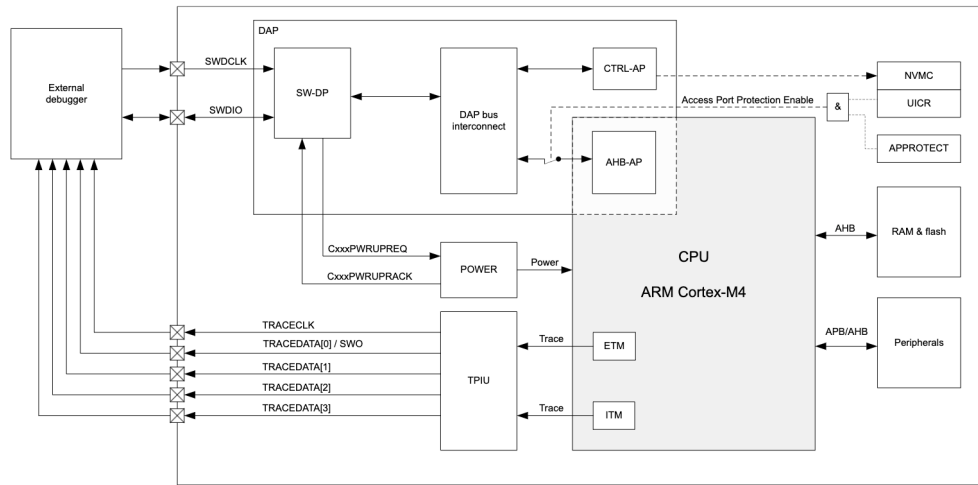 DAP
External
debugger
SWDCLK
SWDIO
SW-DP
DAP bus
interconnect
CTRL-AP
AHB-AP
Access Port Protection Enable
&
NVMC
UICR
APPROTECT
CxxxPWRUPREQ
CxxxPWRUPRACK
POWER
Power
CPU
ARM Cortex-M4
AHB
RAM & flash
APB/AHB
Peripherals
TRACECLK
TRACEDATA[0] / SWO
TRACEDATA[1]
TRACEDATA[2]
TRACEDATA[3]
TPIU
Trace
ETM
Trace
ITM